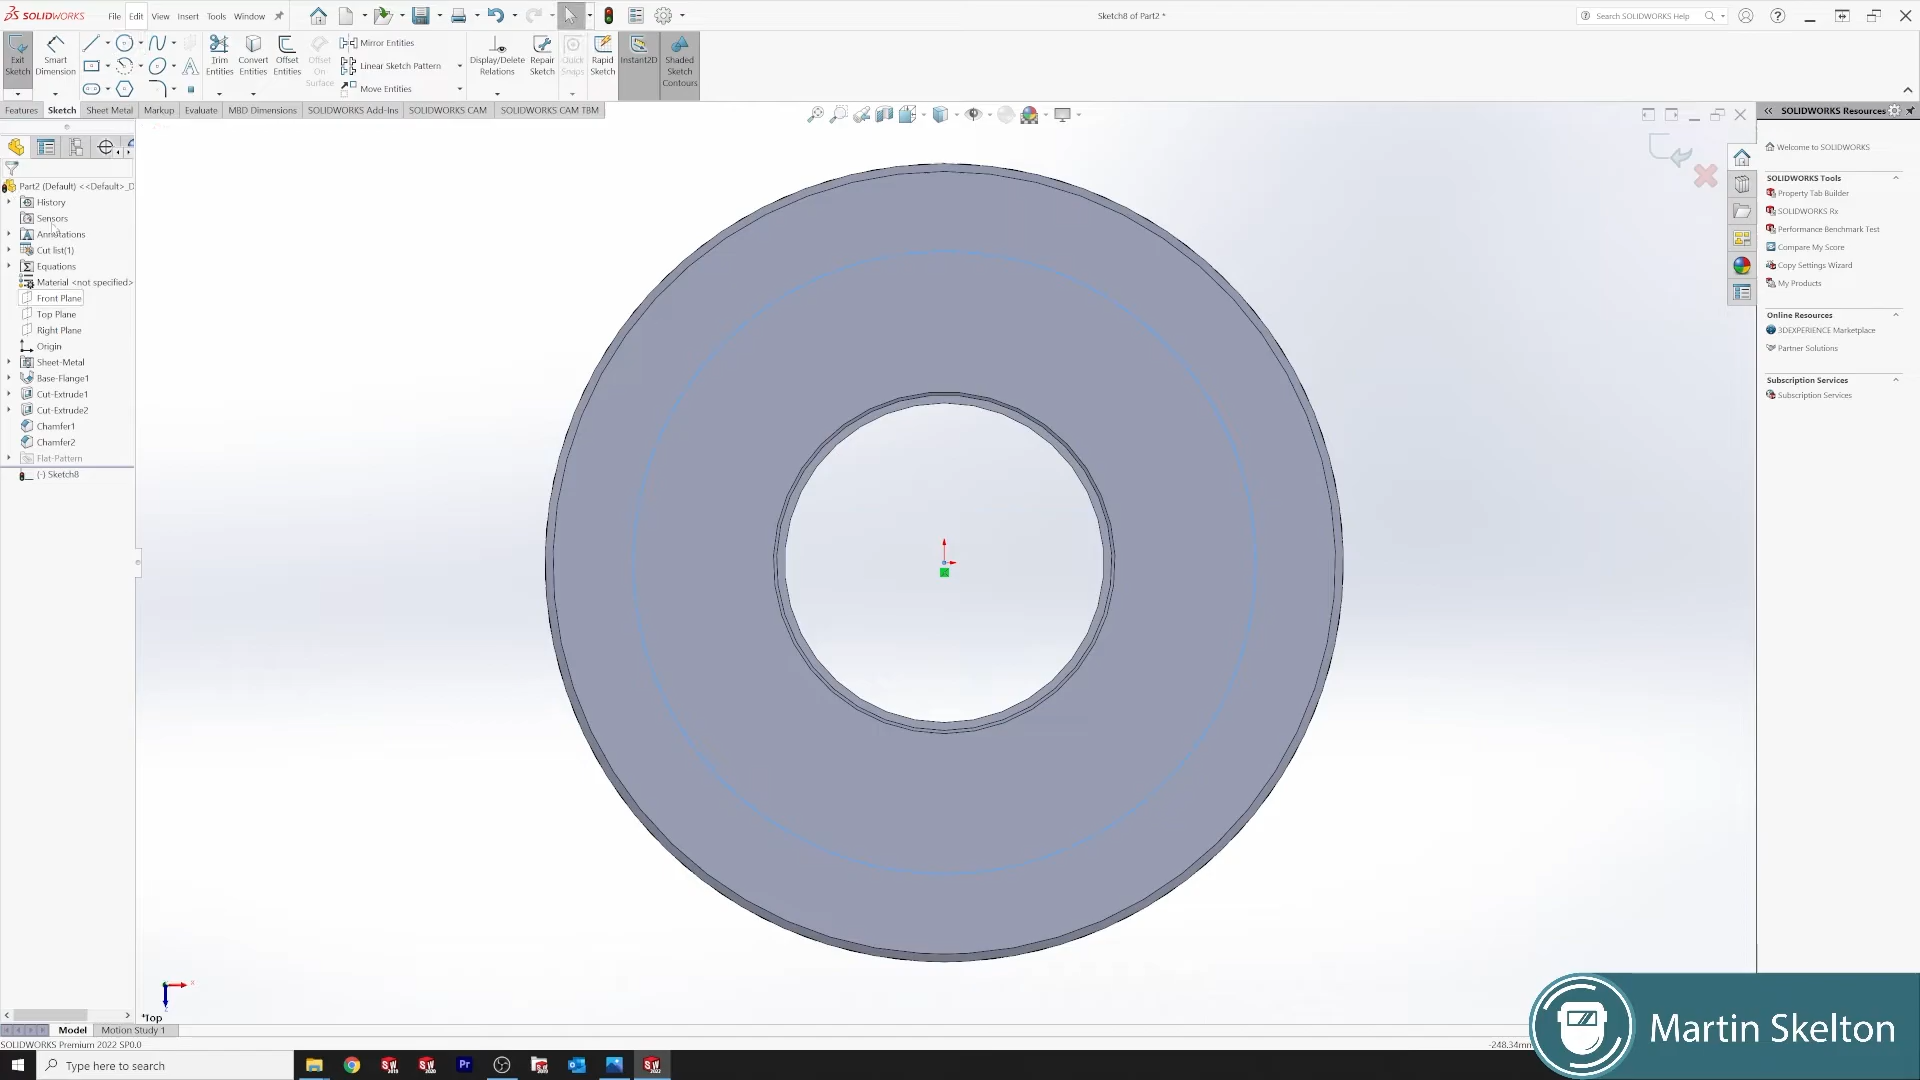 SOLIDWORKS File Edit View Insert Tools Window
Sketch8 of Part2 *
Search SOLIDWORKS Help
Exit Sketch
Smart Dimension
Trim Entities
Convert Entities
Offset Entities
Offset On Surface
Mirror Entities
Linear Sketch Pattern
Move Entities
Display/Delete Relations
Repair Sketch
Quick Snaps
Rapid Sketch
Instant2D
Shaded Sketch Contours
Features Sketch Sheet Metal Markup Evaluate MBD Dimensions SOLIDWORKS Add-Ins SOLIDWORKS CAM SOLIDWORKS CAM TBM
Part2 (Default) <<Default>_D
History
Sensors
Annotations
Cut list(1)
Equations
Material <not specified>
Front Plane
Top Plane
Right Plane
Origin
Sheet-Metal
Base-Flange1
Cut-Extrude1
Cut-Extrude2
Chamfer1
Chamfer2
Flat-Pattern
(-) Sketch8
SOLIDWORKS Resources
Welcome to SOLIDWORKS
SOLIDWORKS Tools
Property Tab Builder
SOLIDWORKS Rx
Performance Benchmark Test
Compare My Score
Copy Settings Wizard
My Products
Online Resources
3DEXPERIENCE Marketplace
Partner Solutions
Subscription Services
Subscription Services
*Top
Model Motion Study 1
SOLIDWORKS Premium 2022 SP0.0
-248.34mm
Martin Skelton
Type here to search